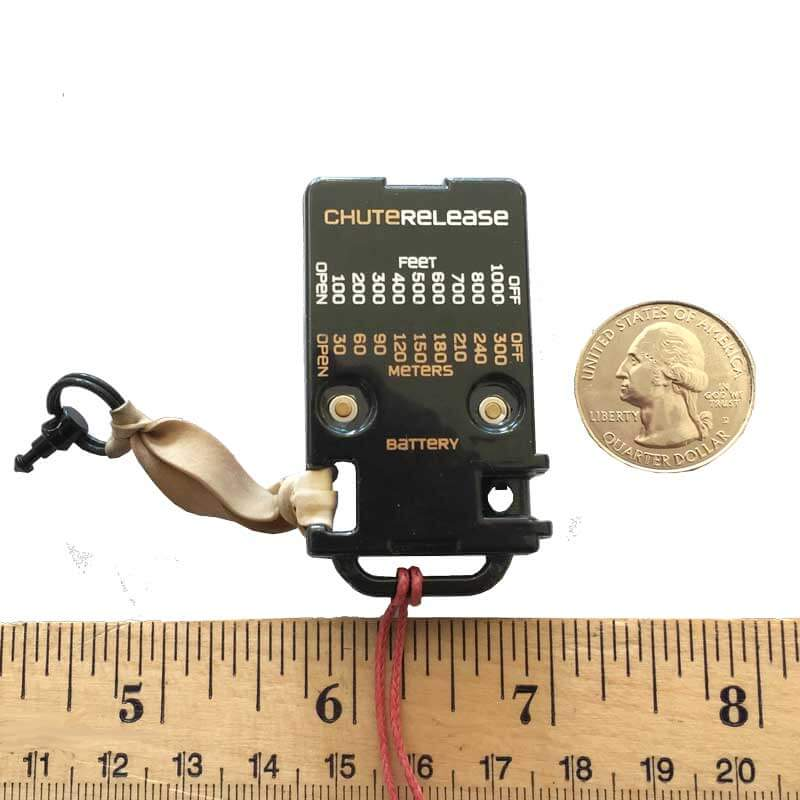 CHUTERELEASE
FEET
OPEN 100 200 300 400 500 600 700 800 1000 OFF
OPEN 30 60 90 120 150 180 210 240 300 OFF
METERS
BATTERY
UNITED STATES OF AMERICA
LIBERTY
IN
GOD WE
TRUST
D
QUARTER DOLLAR
5 6 7 8
11 12 13 14 15 16 17 18 19 20